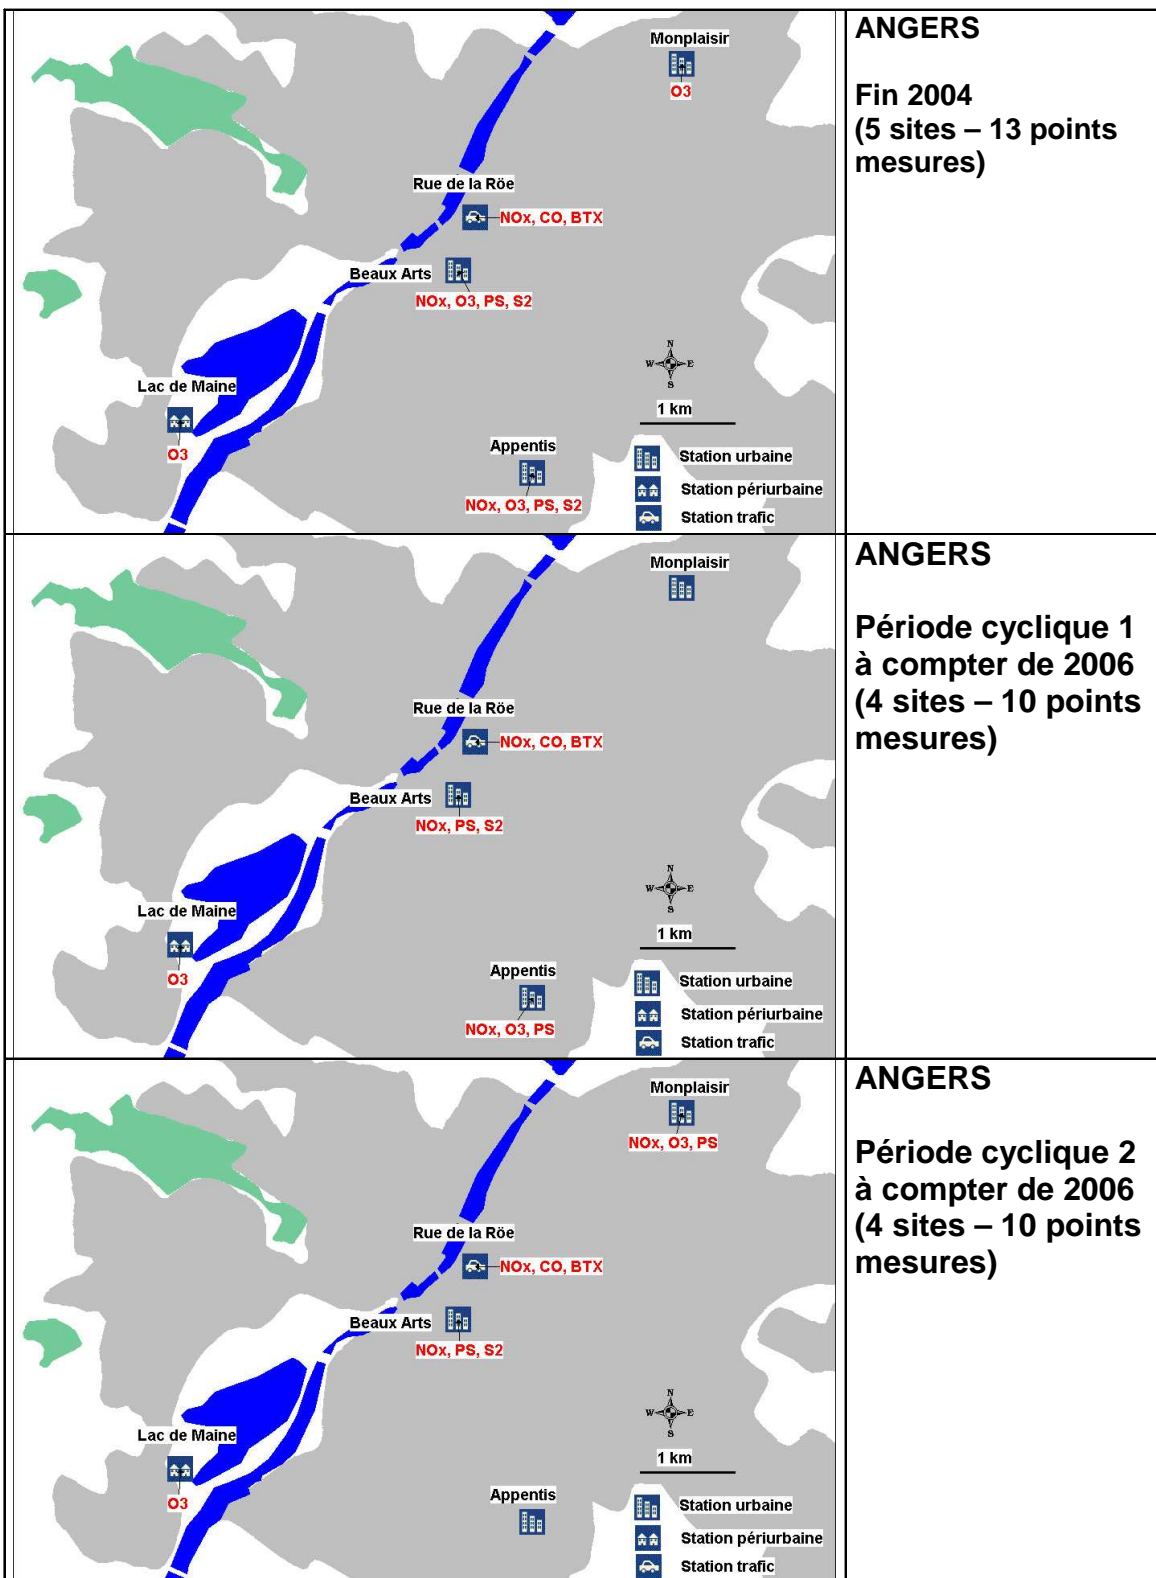 Monplaisir
O3
Rue de la Röe
NOx, CO, BTX
Beaux Arts
NOx, O3, PS, S2
Lac de Maine
O3
Appentis
NOx, O3, PS, S2
N
W E
S
1 km
Station urbaine
Station périurbaine
Station trafic
ANGERS
Fin 2004
(5 sites – 13 points
mesures)
Monplaisir
Rue de la Röe
NOx, CO, BTX
Beaux Arts
NOx, PS, S2
Lac de Maine
O3
Appentis
NOx, O3, PS
N
W E
S
1 km
Station urbaine
Station périurbaine
Station trafic
ANGERS
Période cyclique 1
à compter de 2006
(4 sites – 10 points
mesures)
Monplaisir
NOx, O3, PS
Rue de la Röe
NOx, CO, BTX
Beaux Arts
NOx, PS, S2
Lac de Maine
O3
Appentis
N
W E
S
1 km
Station urbaine
Station périurbaine
Station trafic
ANGERS
Période cyclique 2
à compter de 2006
(4 sites – 10 points
mesures)